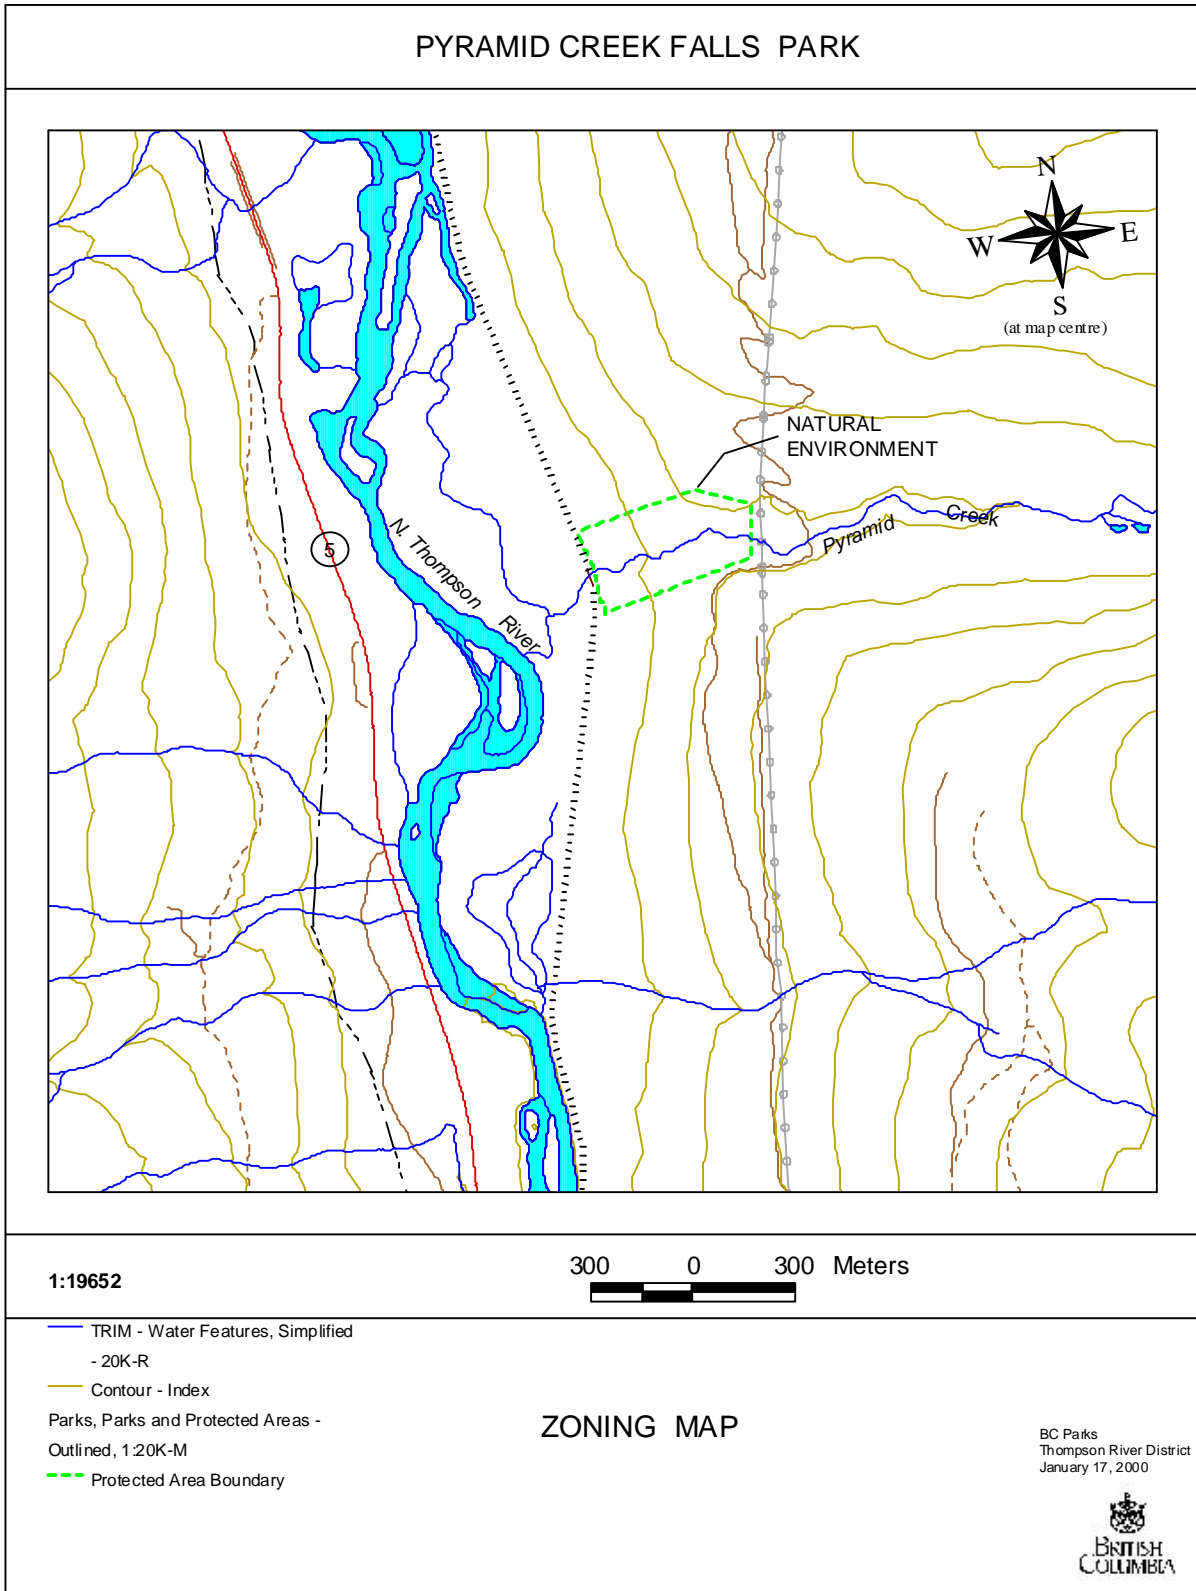 PYRAMID CREEK FALLS PARK
N
W
E
S
(at map centre)
NATURAL
ENVIRONMENT
Pyramid Creek
5
N. Thompson River
1:19652
300 0 300 Meters
TRIM - Water Features, Simplified
- 20K-R
Contour - Index
Parks, Parks and Protected Areas -
Outlined, 1:20K-M
Protected Area Boundary
ZONING MAP
BC Parks
Thompson River District
January 17, 2000
BRITISH
COLUMBIA